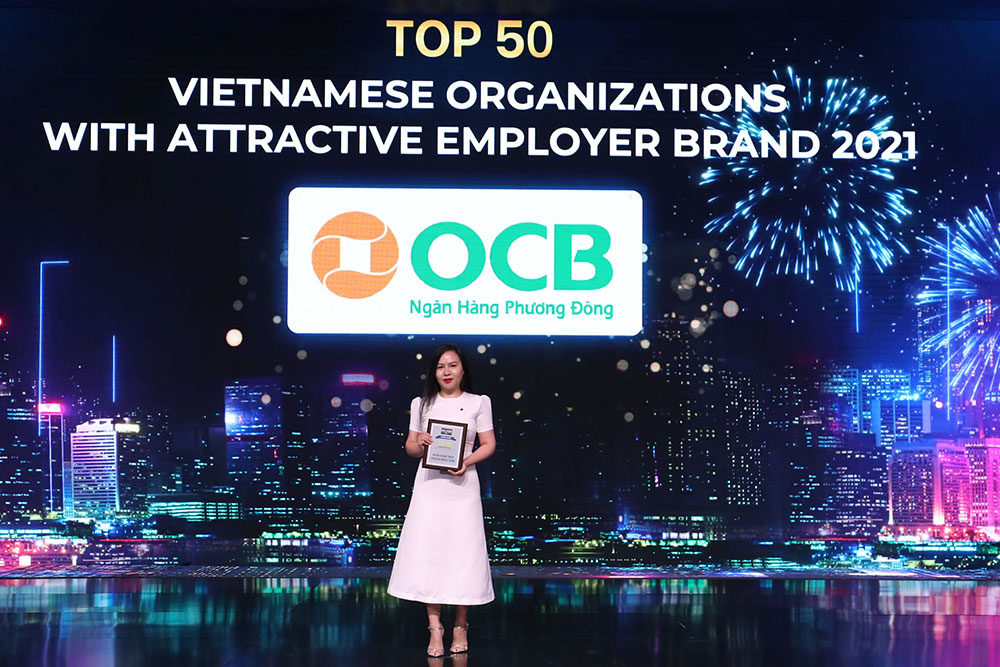 TOP 50
VIETNAMESE ORGANIZATIONS
WITH ATTRACTIVE EMPLOYER BRAND 2021
OCB
Ngân Hàng Phương Đông